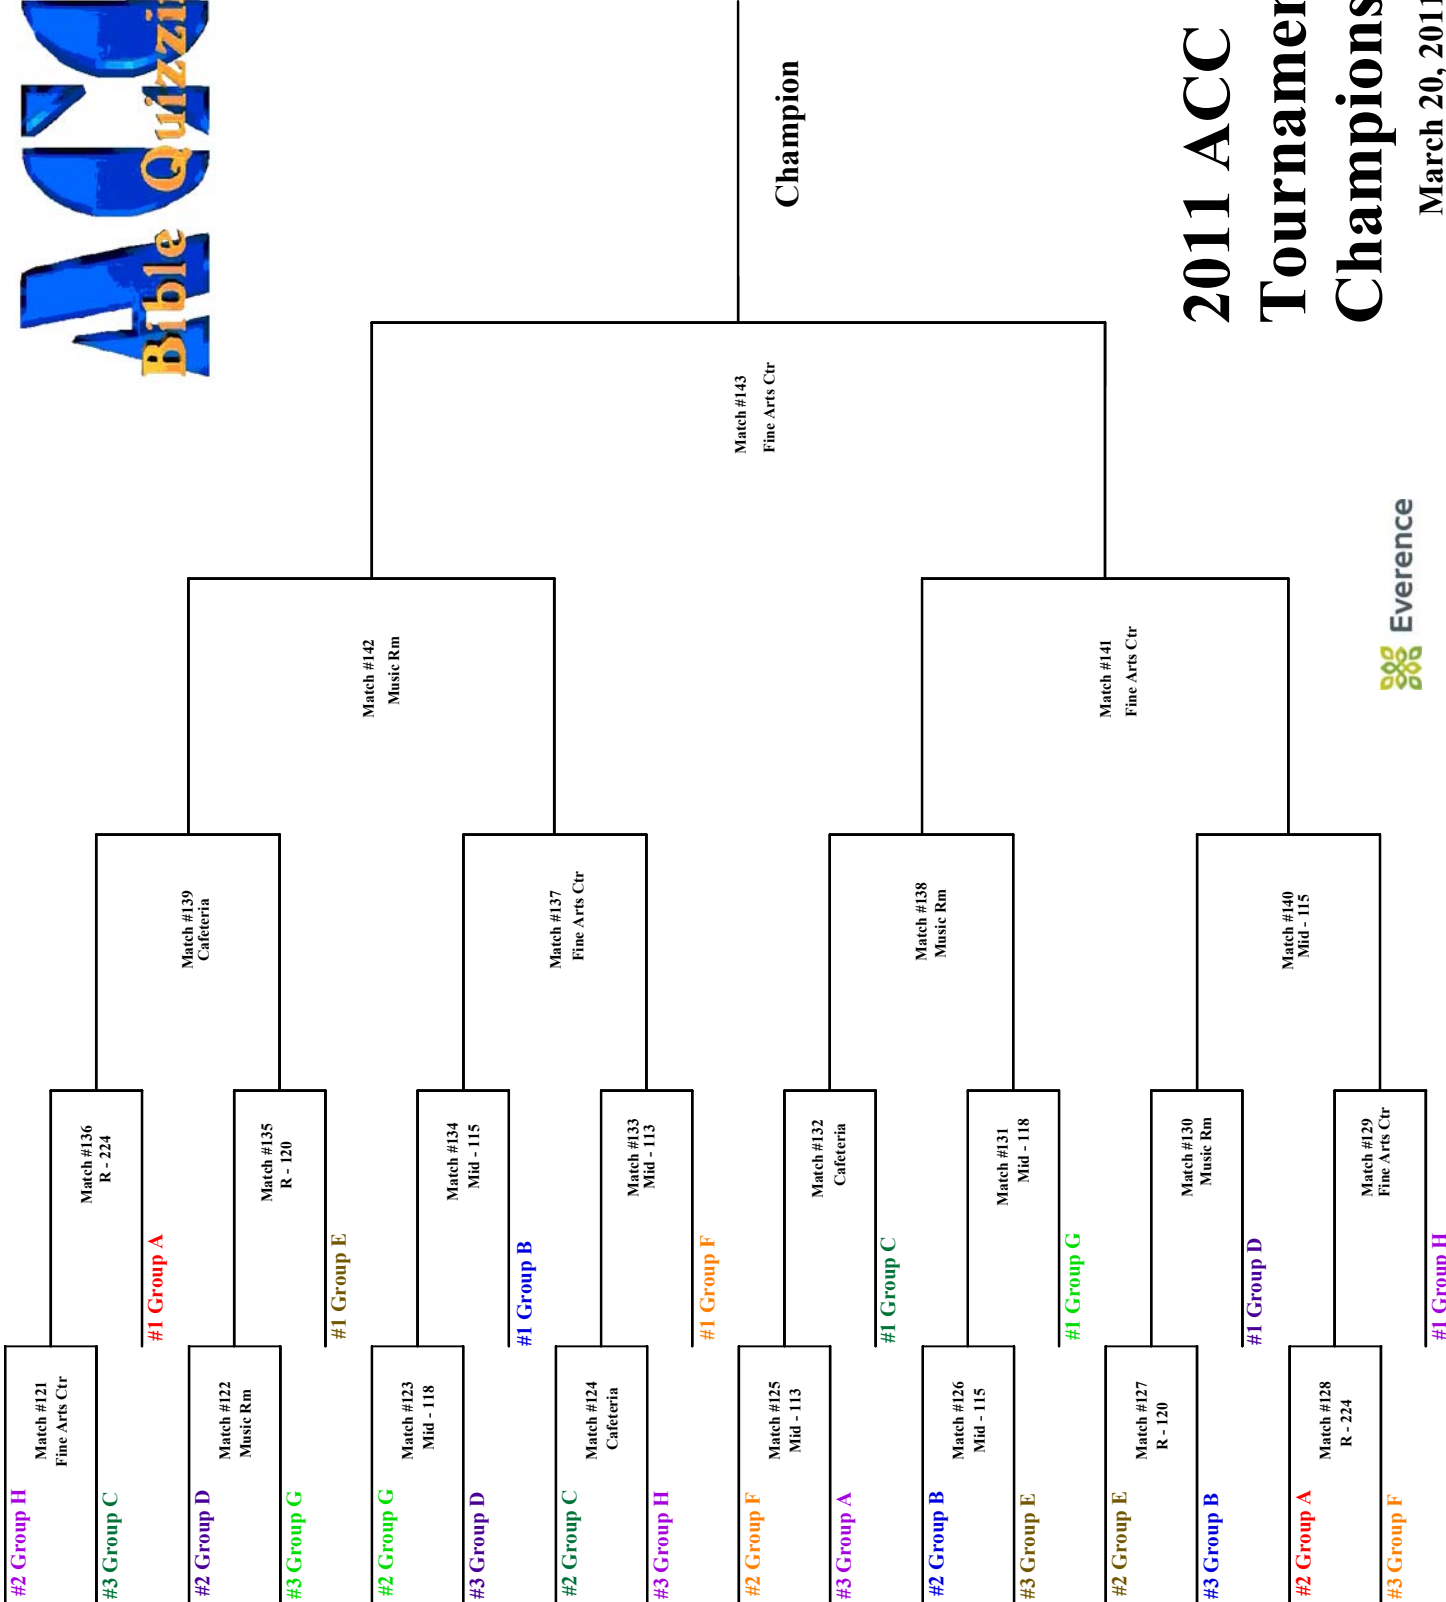 ACC
Bible Quizzi
#2 Group H
Match #121
Fine Arts Ctr
#3 Group C
Match #136
R - 224
#1 Group A
#2 Group D
Match #122
Music Rm
#3 Group G
Match #139
Cafeteria
Match #135
R - 120
#1 Group E
#2 Group G
Match #123
Mid - 118
#3 Group D
Match #142
Music Rm
Match #134
Mid - 115
#1 Group B
#2 Group C
Match #124
Cafeteria
#3 Group H
Match #137
Fine Arts Ctr
Match #133
Mid - 113
#1 Group F
Match #143
Fine Arts Ctr
Champion
#2 Group F
Match #125
Mid - 113
#3 Group A
Match #132
Cafeteria
#1 Group C
#2 Group B
Match #126
Mid - 115
#3 Group E
Match #138
Music Rm
Match #131
Mid - 118
#1 Group G
Match #141
Fine Arts Ctr
#2 Group E
Match #127
R - 120
#3 Group B
Match #130
Music Rm
#1 Group D
Match #140
Mid - 115
#2 Group A
Match #128
R - 224
#3 Group F
Match #129
Fine Arts Ctr
#1 Group H
2011 ACC
Tournamen
Champions
March 20, 2011
Everence